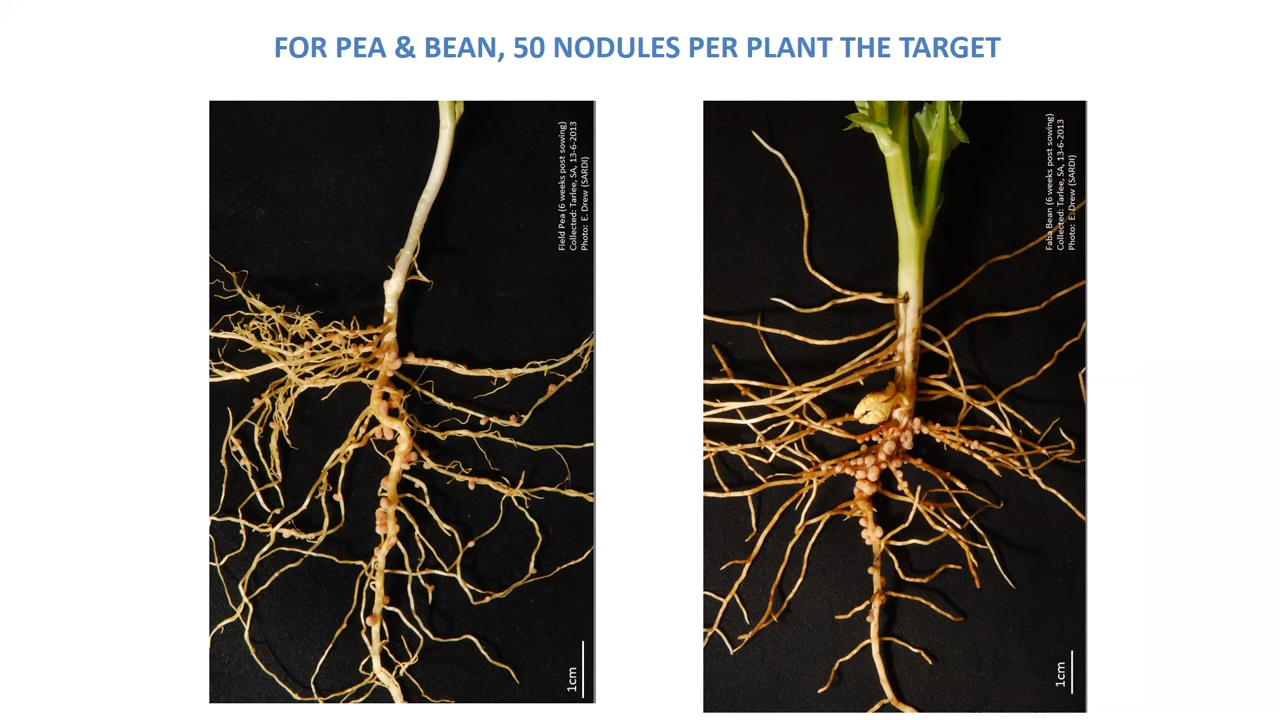 FOR PEA & BEAN, 50 NODULES PER PLANT THE TARGET
Field Pea (6 weeks post sowing)
Collected: Tarlee, SA, 13-6-2013
Photo: E. Drew (SARDI)
1cm
Faba Bean (6 weeks post sowing)
Collected: Tarlee, SA, 13-6-2013
Photo: E. Drew (SARDI)
1cm